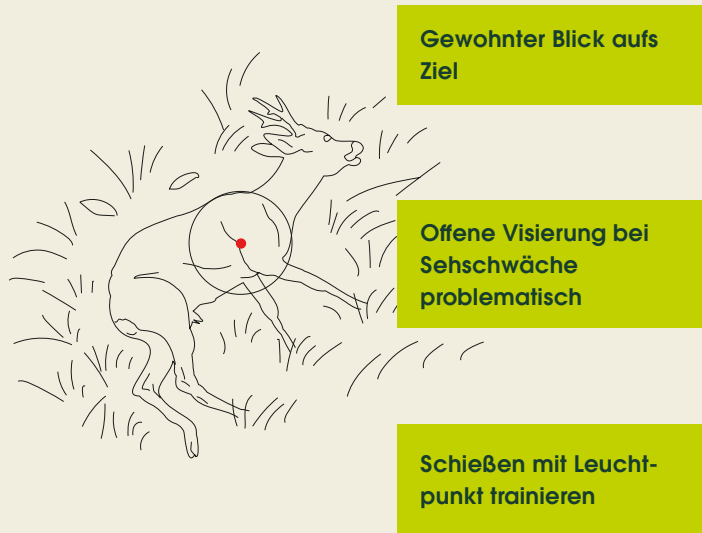 Gewohnter Blick aufs
Ziel
Offene Visierung bei
Sehschwäche
problematisch
Schießen mit Leucht-
punkt trainieren